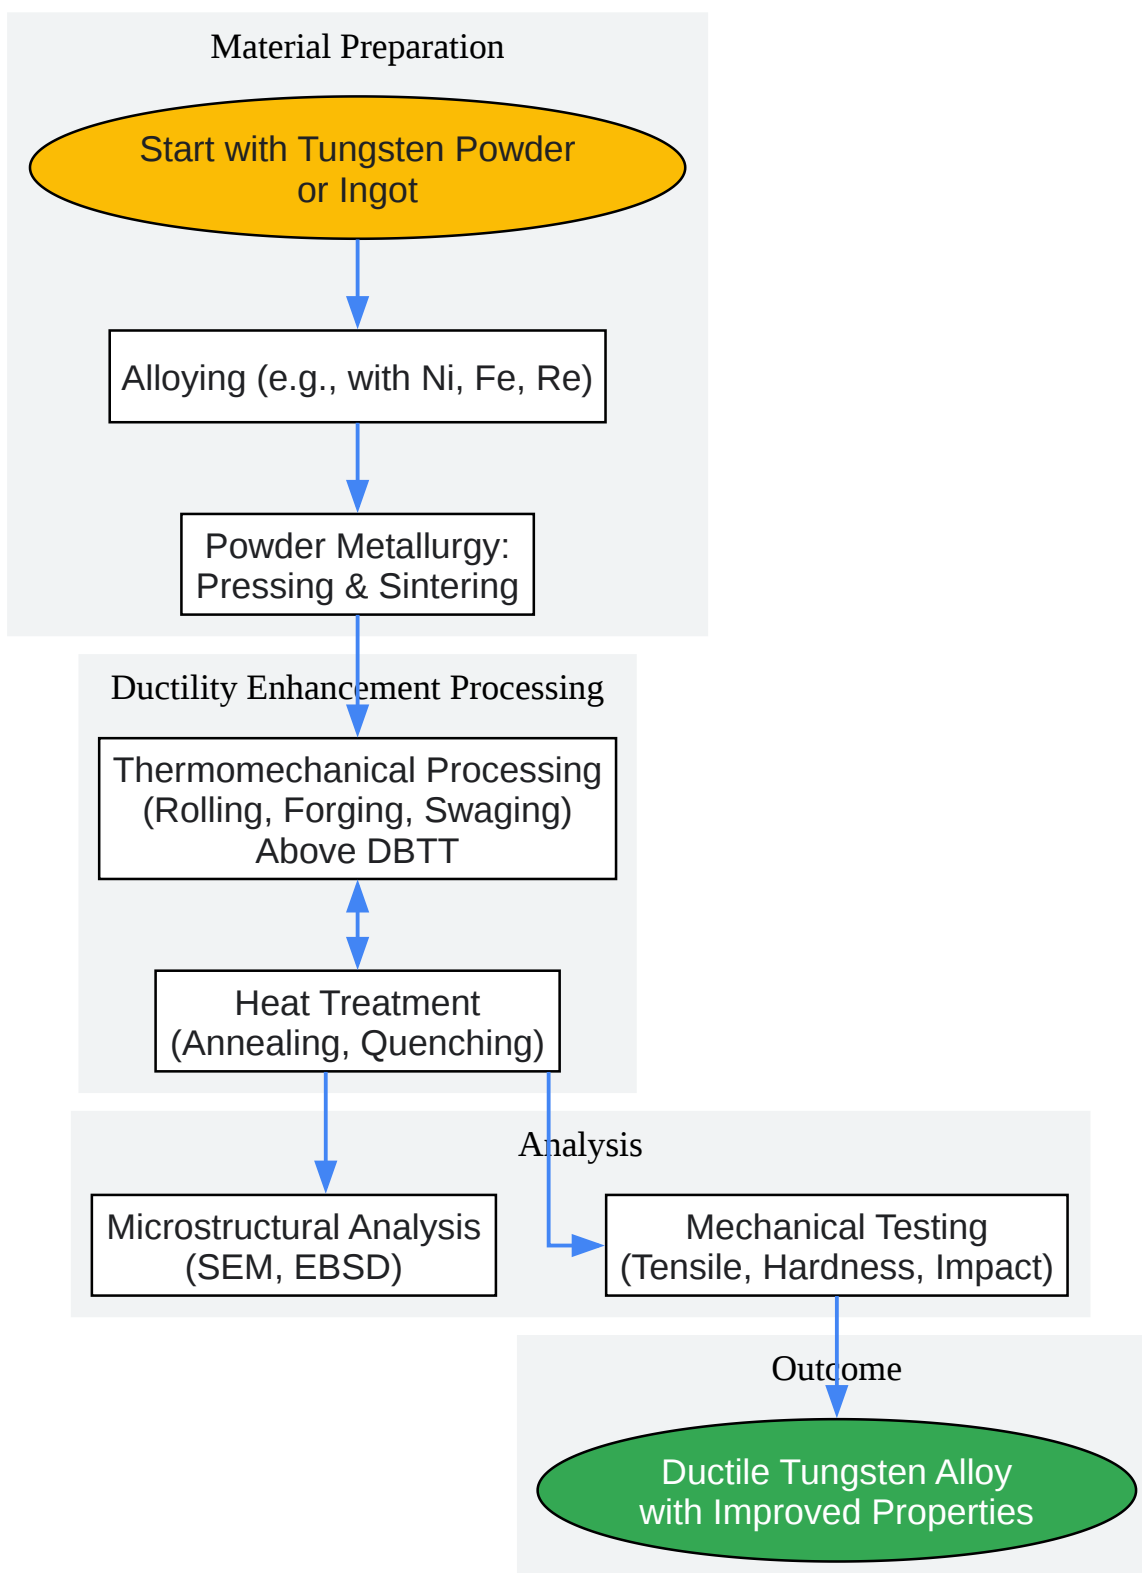 Material Preparation
Start with Tungsten Powder
or Ingot
Alloying (e.g., with Ni, Fe, Re)
Powder Metallurgy:
Pressing & Sintering
Ductility Enhancement Processing
Thermomechanical Processing
(Rolling, Forging, Swaging)
Above DBTT
Heat Treatment
(Annealing, Quenching)
Analysis
Microstructural Analysis
(SEM, EBSD)
Mechanical Testing
(Tensile, Hardness, Impact)
Outcome
Ductile Tungsten Alloy
with Improved Properties